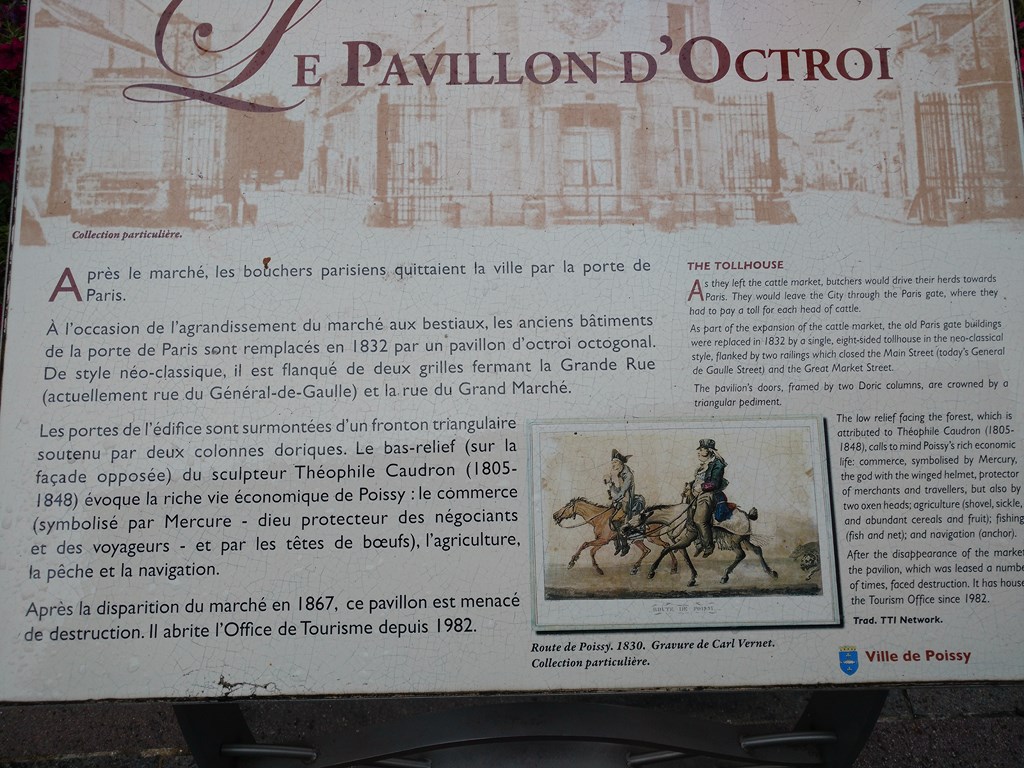 Le Pavillon d'Octroi
Collection particulière.
Après le marché, les bouchers parisiens quittaient la ville par la porte de
Paris.
À l'occasion de l'agrandissement du marché aux bestiaux, les anciens bâtiments
de la porte de Paris sont remplacés en 1832 par un pavillon d'octroi octogonal.
De style néo-classique, il est flanqué de deux grilles fermant la Grande Rue
(actuellement rue du Général-de-Gaulle) et la rue du Grand Marché.
Les portes de l'édifice sont surmontées d'un fronton triangulaire
soutenu par deux colonnes doriques. Le bas-relief (sur la
façade opposée) du sculpteur Théophile Caudron (1805-
1848) évoque la riche vie économique de Poissy : le commerce
(symbolisé par Mercure - dieu protecteur des négociants
et des voyageurs - et par les têtes de bœufs), l'agriculture,
la pêche et la navigation.
Après la disparition du marché en 1867, ce pavillon est menacé
de destruction. Il abrite l'Office de Tourisme depuis 1982.
THE TOLLHOUSE
As they left the cattle market, butchers would drive their herds towards
Paris. They would leave the City through the Paris gate, where they
had to pay a toll for each head of cattle.
As part of the expansion of the cattle market, the old Paris gate buildings
were replaced in 1832 by a single, eight-sided tollhouse in the neo-classical
style, flanked by two railings which closed the Main Street (today's General
de Gaulle Street) and the Great Market Street.
The pavilion's doors, framed by two Doric columns, are crowned by a
triangular pediment.
The low relief facing the forest, which is
attributed to Théophile Caudron (1805-
1848), calls to mind Poissy's rich economic
life: commerce, symbolised by Mercury,
the god with the winged helmet, protector
of merchants and travellers, but also by
two oxen heads; agriculture (shovel, sickle,
and abundant cereals and fruit); fishing
(fish and net); and navigation (anchor).
After the disappearance of the market
the pavilion, which was leased a numbe
of times, faced destruction. It has house
the Tourism Office since 1982.
Trad. TTI Network.
ROUTE DE POISSY
Route de Poissy. 1830. Gravure de Carl Vernet.
Collection particulière.
Ville de Poissy